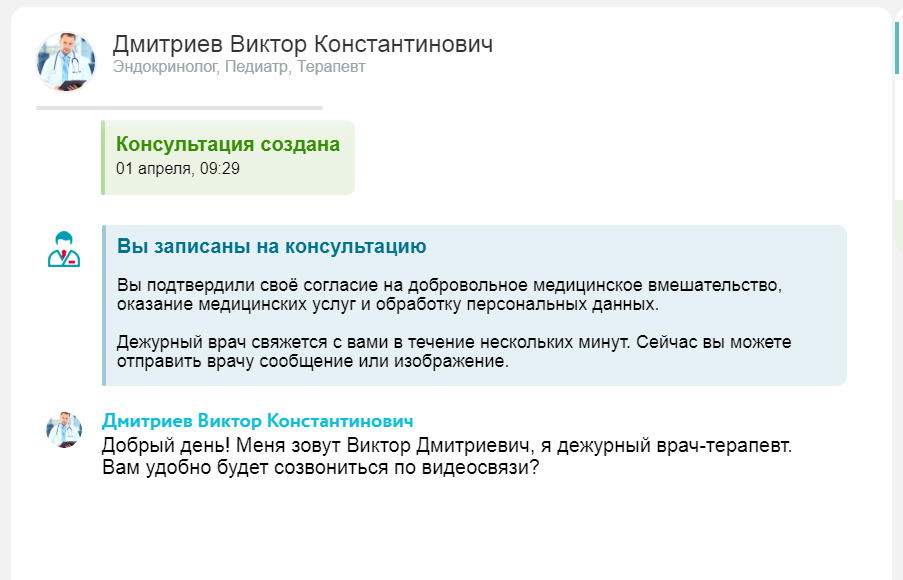 Дмитриев Виктор Константинович
Эндокринолог, Педиатр, Терапевт
Консультация создана
01 апреля, 09:29
Вы записаны на консультацию
Вы подтвердили своё согласие на добровольное медицинское вмешательство,
оказание медицинских услуг и обработку персональных данных.
Дежурный врач свяжется с вами в течение нескольких минут. Сейчас вы можете
отправить врачу сообщение или изображение.
Дмитриев Виктор Константинович
Добрый день! Меня зовут Виктор Дмитриевич, я дежурный врач-терапевт.
Вам удобно будет созвониться по видеосвязи?